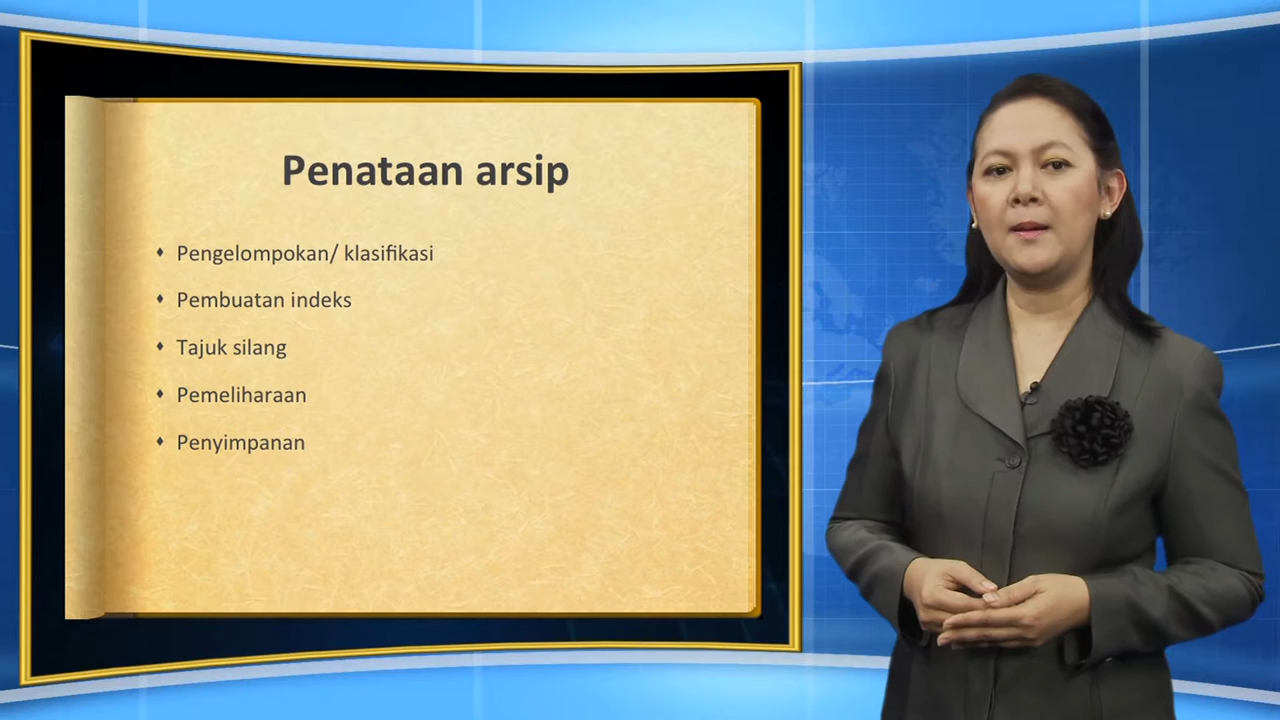 Penataan arsip
Pengelompokan/ klasifikasi
Pembuatan indeks
Tajuk silang
Pemeliharaan
Penyimpanan